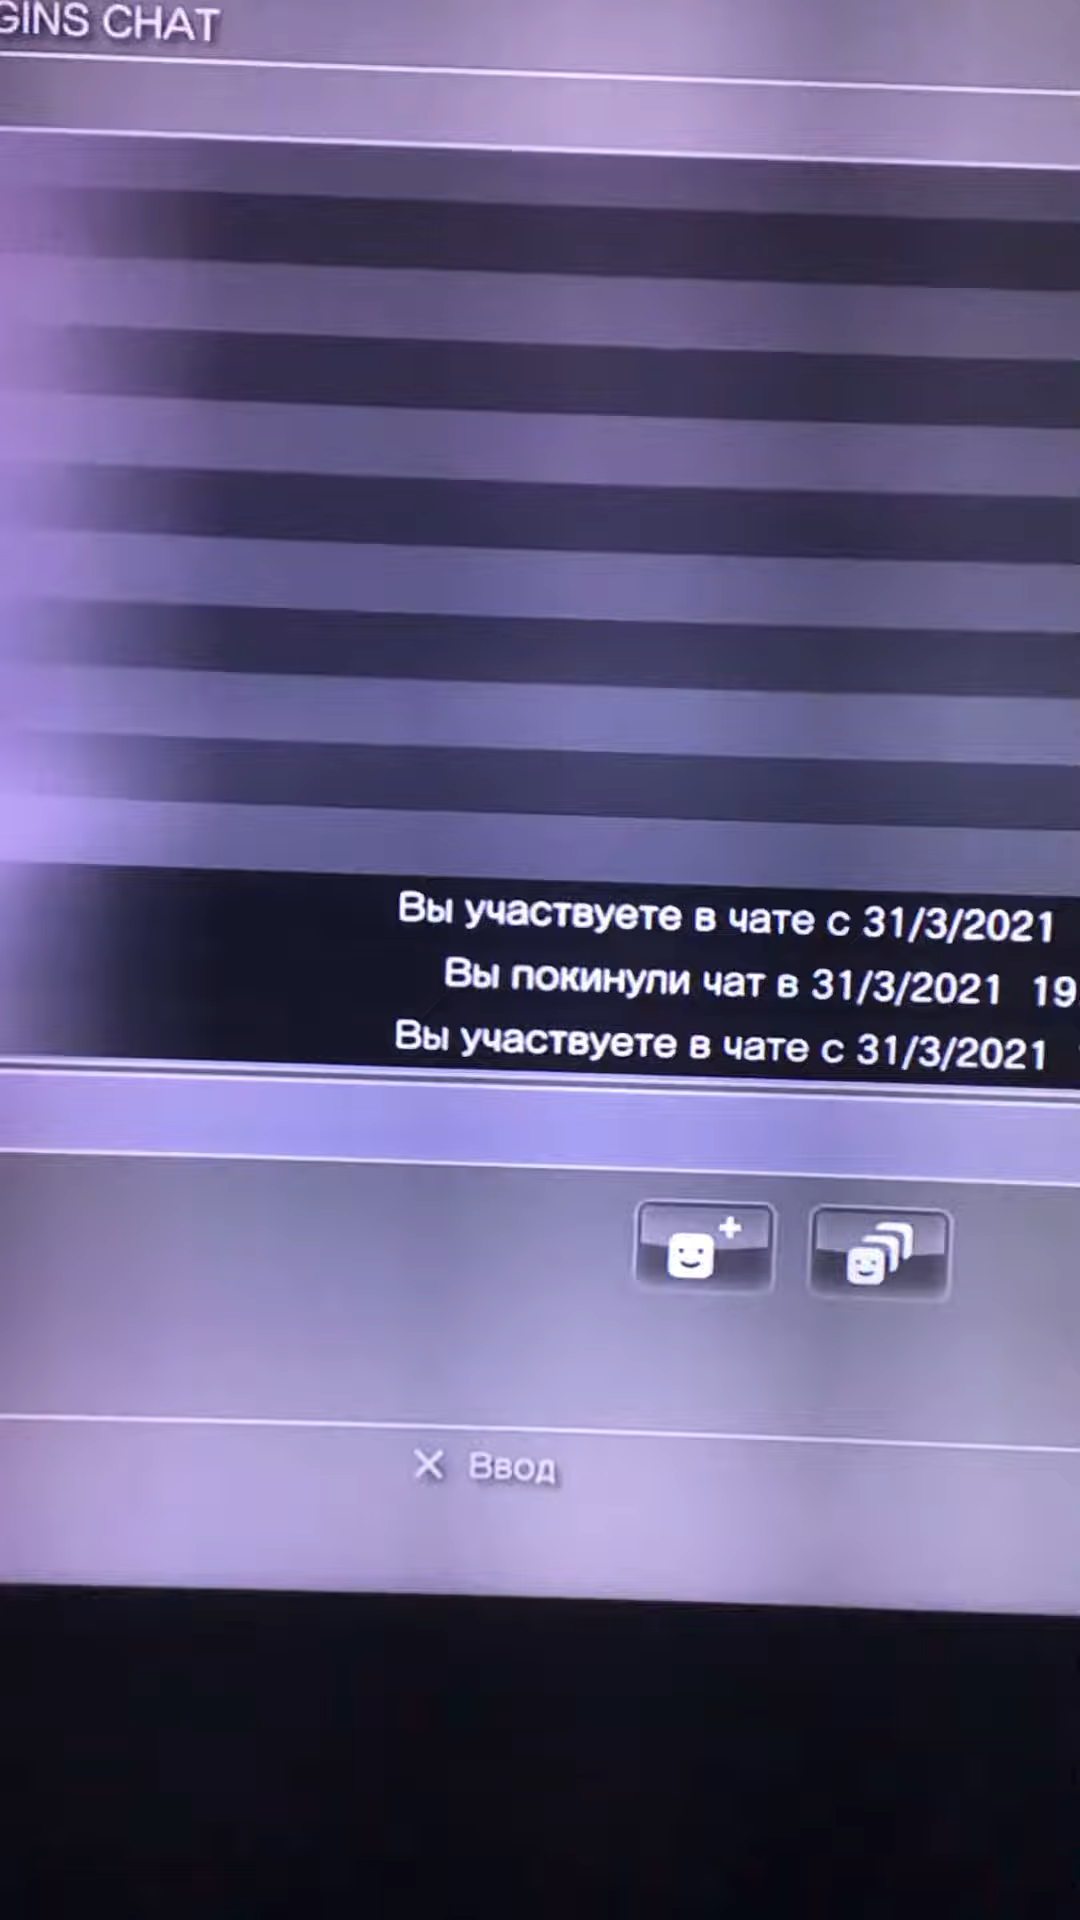 GINS CHAT
Вы участвуете в чате с 31/3/2021
Вы покинули чат в 31/3/2021 19
Вы участвуете в чате с 31/3/2021
Ввод